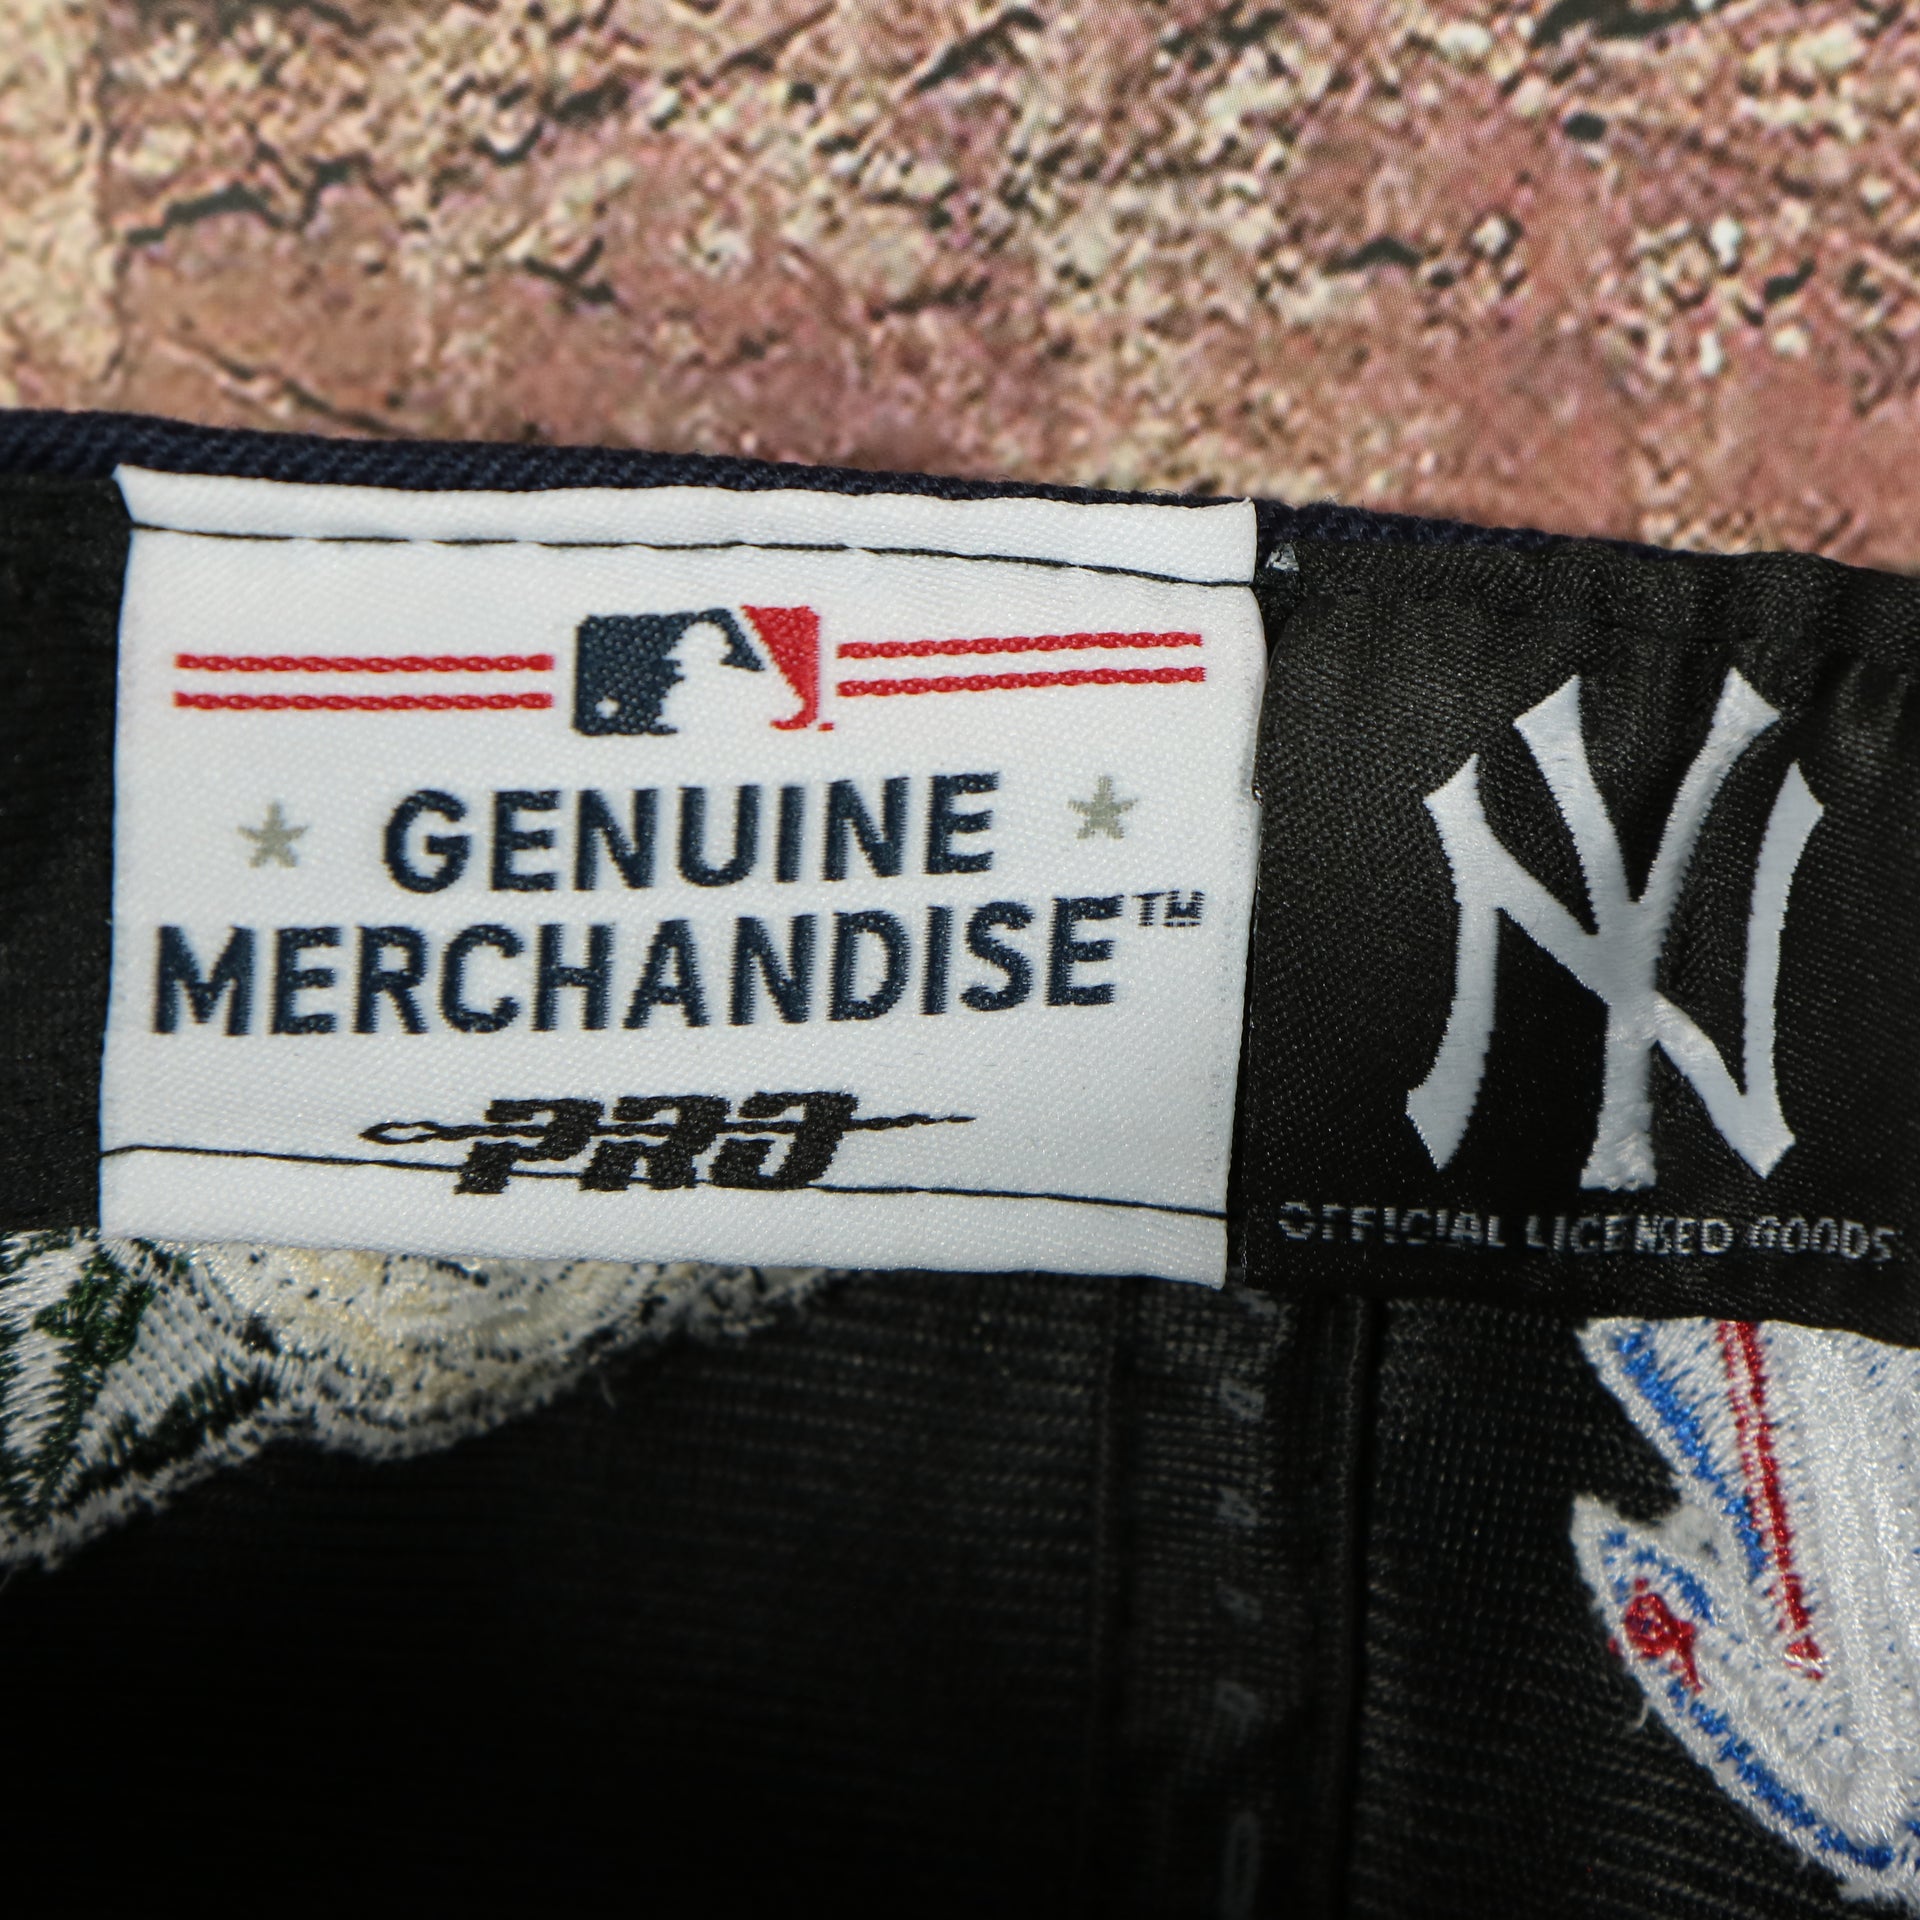 GENUINE
MERCHANDISE™
PRO
NY
OFFICIAL LICENSED GOODS